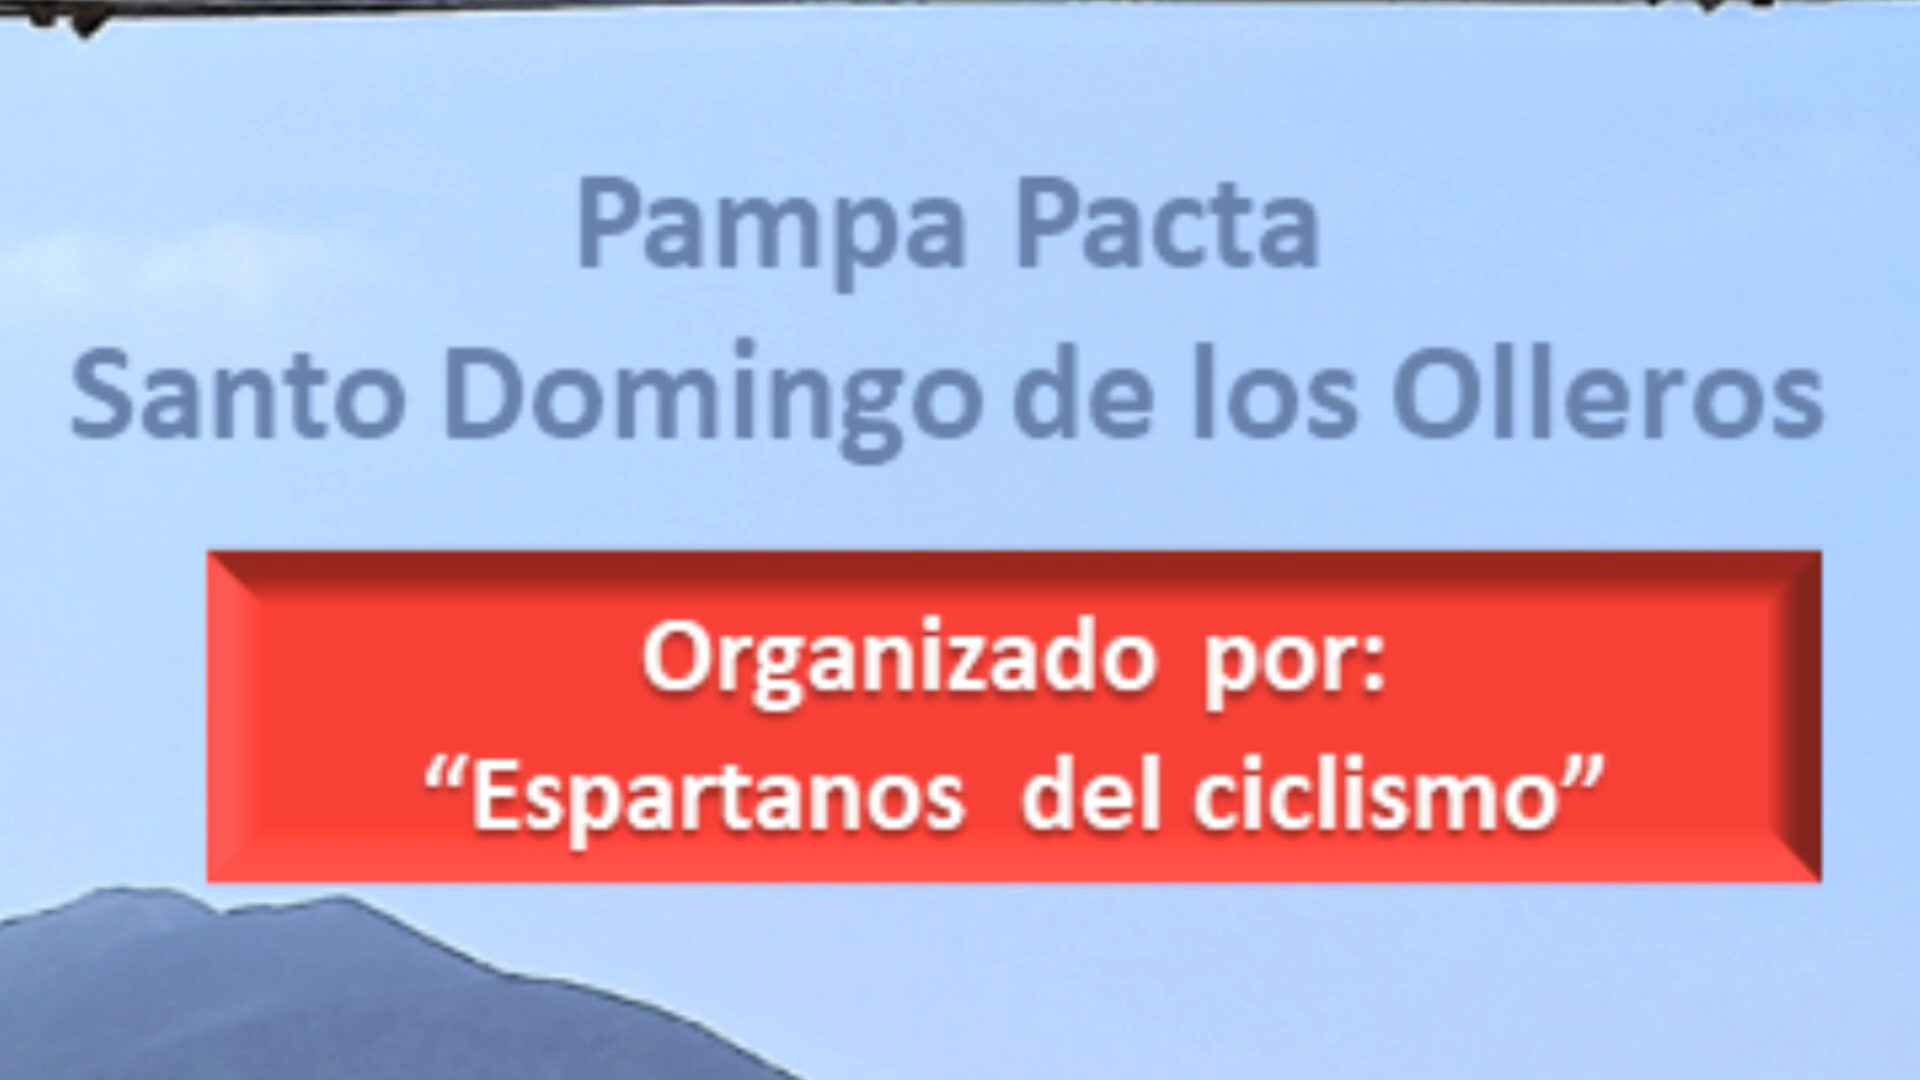 Pampa Pacta
Santo Domingo de los Olleros
Organizado por:
“Espartanos del ciclismo”